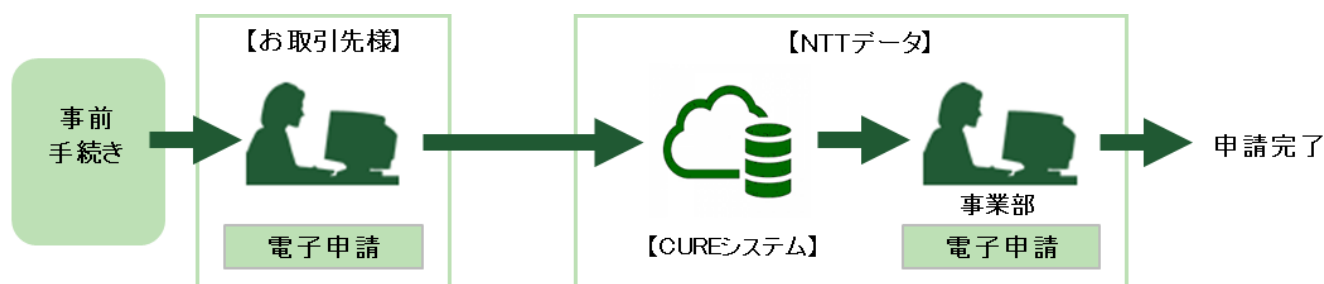 【お取引先様】
【NTTデータ】
事前
手続き
申請完了
事業部
電子申請
【CUREシステム】
電子申請